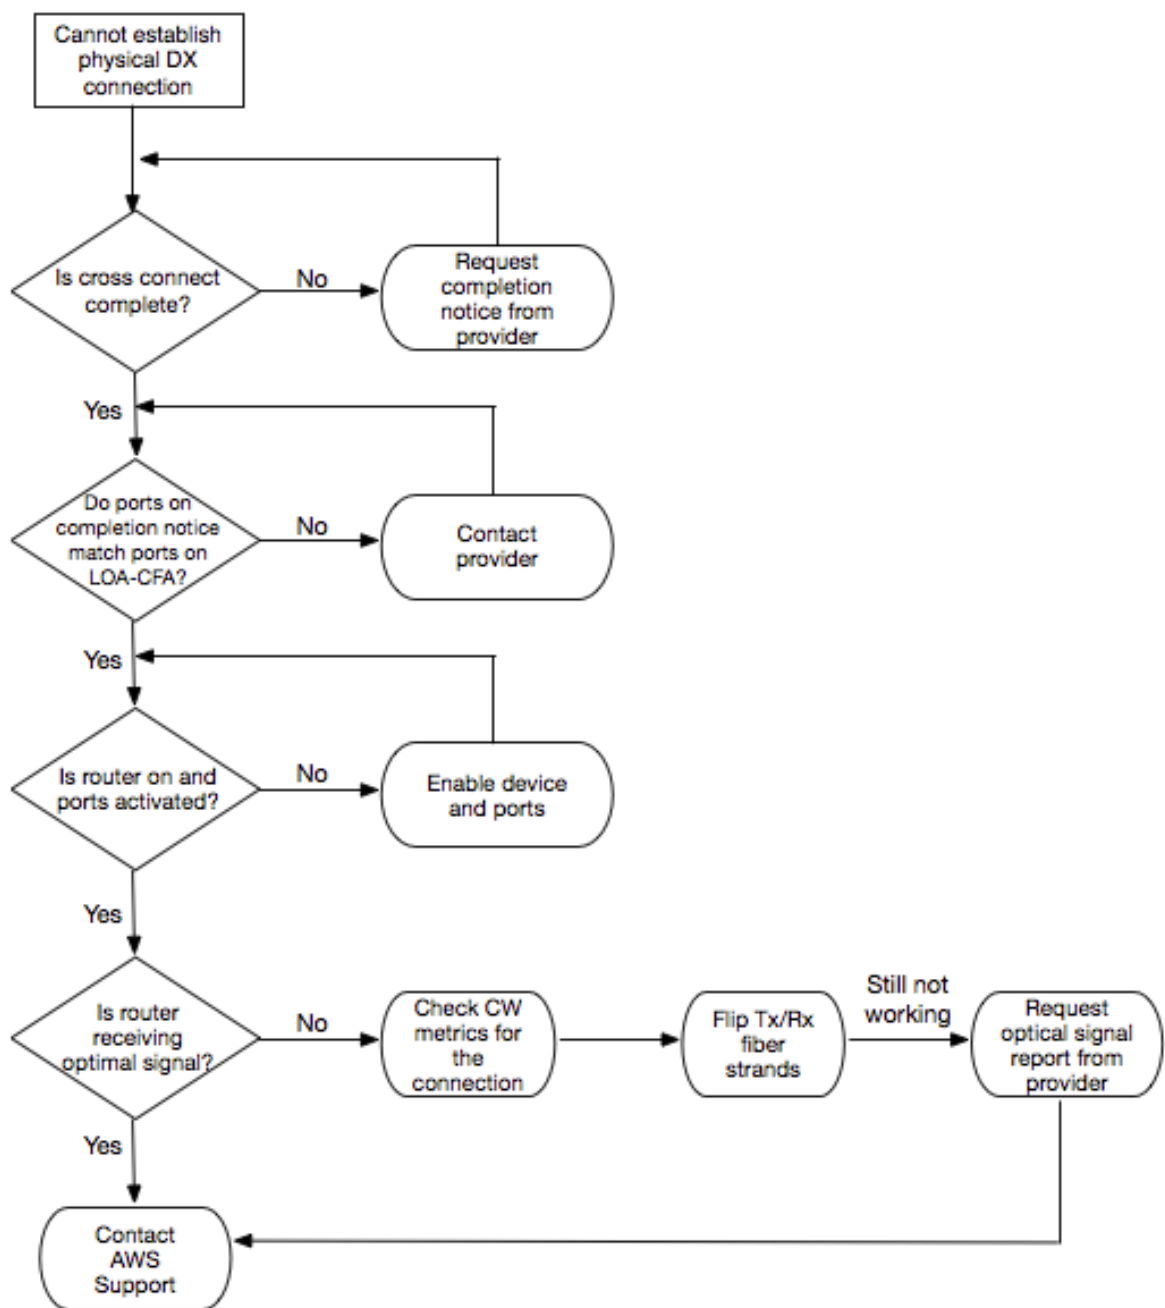 Cannot establish
physical DX
connection
Is cross connect
complete?
No
Request
completion
notice from
provider
Yes
Do ports on
completion notice
match ports on
LOA-CFA?
No
Contact
provider
Yes
Is router on and
ports activated?
No
Enable device
and ports
Yes
Is router
receiving
optimal signal?
No
Check CW
metrics for
the
connection
Flip Tx/Rx
fiber
strands
Still not
working
Request
optical signal
report from
provider
Yes
Contact
AWS
Support